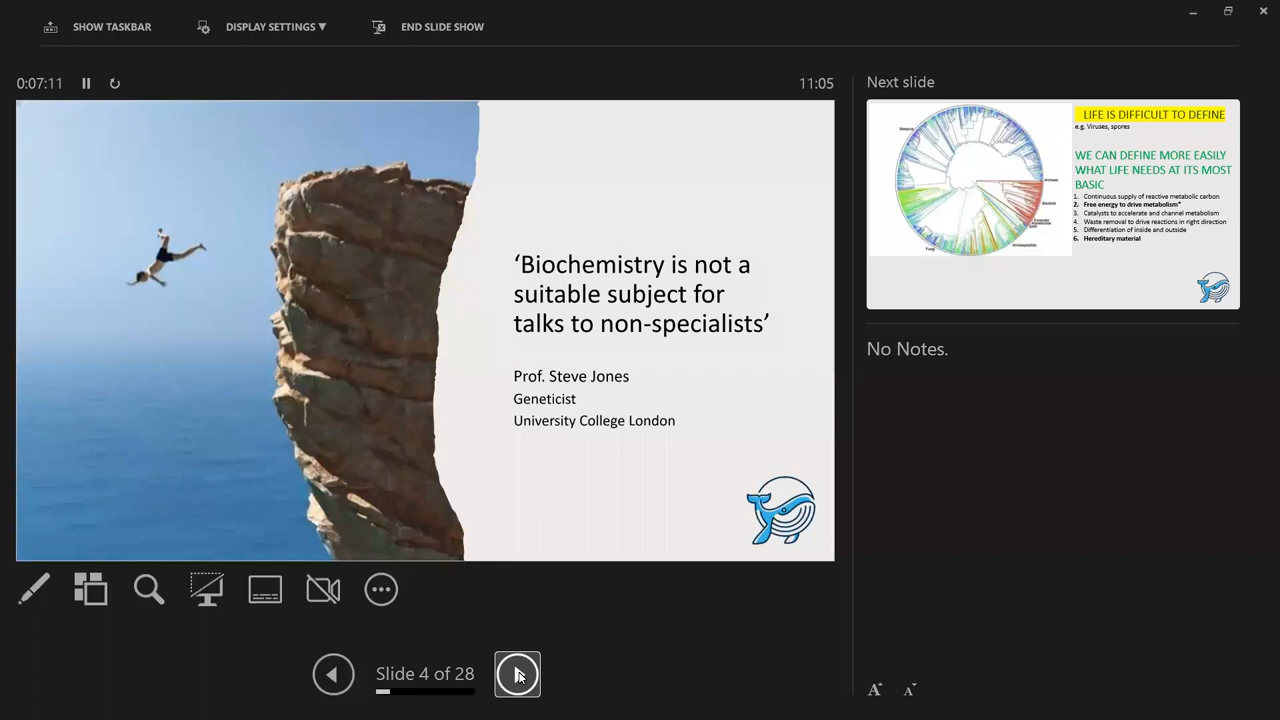 SHOW TASKBAR
DISPLAY SETTINGS ▼
END SLIDE SHOW
0:07:11
11:05
Next slide
‘Biochemistry is not a
suitable subject for
talks to non-specialists’
Prof. Steve Jones
Geneticist
University College London
LIFE IS DIFFICULT TO DEFINE
e.g. Viruses, spores
WE CAN DEFINE MORE EASILY
WHAT LIFE NEEDS AT ITS MOST
BASIC
1. Continuous supply of reactive metabolic carbon
2. Free energy to drive metabolism*
3. Catalysts to accelerate and channel metabolism
4. Waste removal to drive reactions in right direction
5. Differentiation of inside and outside
6. Hereditary material
Fungi
No Notes.
Slide 4 of 28
A A